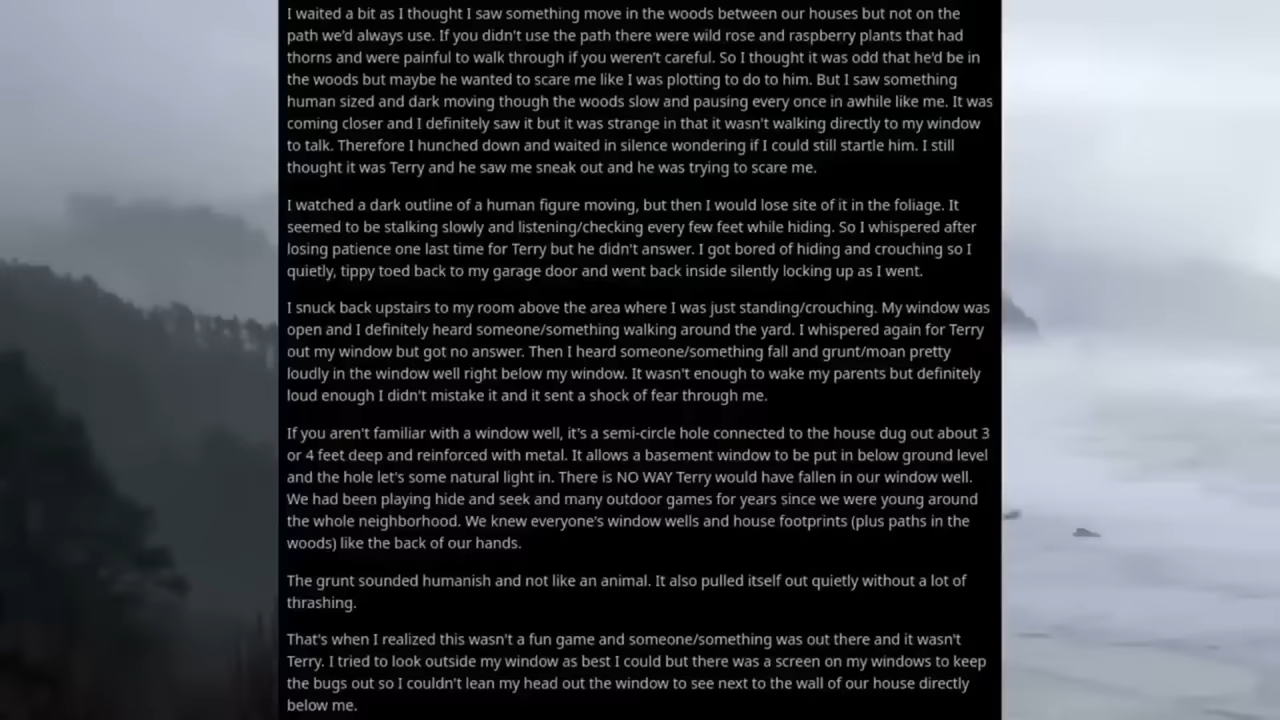 I waited a bit as I thought I saw something move in the woods between our houses but not on the
path we'd always use. If you didn't use the path there were wild rose and raspberry plants that had
thorns and were painful to walk through if you weren't careful. So I thought it was odd that he'd be in
the woods but maybe he wanted to scare me like I was plotting to do to him. But I saw something
human sized and dark moving though the woods slow and pausing every once in awhile like me. It was
coming closer and I definitely saw it but it was strange in that it wasn't walking directly to my window
to talk. Therefore I hunched down and waited in silence wondering if I could still startle him. I still
thought it was Terry and he saw me sneak out and he was trying to scare me.
I watched a dark outline of a human figure moving, but then I would lose site of it in the foliage. It
seemed to be stalking slowly and listening/checking every few feet while hiding. So I whispered after
losing patience one last time for Terry but he didn't answer. I got bored of hiding and crouching so I
quietly, tippy toed back to my garage door and went back inside silently locking up as I went.
I snuck back upstairs to my room above the area where I was just standing/crouching. My window was
open and I definitely heard someone/something walking around the yard. I whispered again for Terry
out my window but got no answer. Then I heard someone/something fall and grunt/moan pretty
loudly in the window well right below my window. It wasn't enough to wake my parents but definitely
loud enough I didn't mistake it and it sent a shock of fear through me.
If you aren't familiar with a window well, it's a semi-circle hole connected to the house dug out about 3
or 4 feet deep and reinforced with metal. It allows a basement window to be put in below ground level
and the hole let's some natural light in. There is NO WAY Terry would have fallen in our window well.
We had been playing hide and seek and many outdoor games for years since we were young around
the whole neighborhood. We knew everyone's window wells and house footprints (plus paths in the
woods) like the back of our hands.
The grunt sounded humanish and not like an animal. It also pulled itself out quietly without a lot of
thrashing.
That's when I realized this wasn't a fun game and someone/something was out there and it wasn't
Terry. I tried to look outside my window as best I could but there was a screen on my windows to keep
the bugs out so I couldn't lean my head out the window to see next to the wall of our house directly
below me.